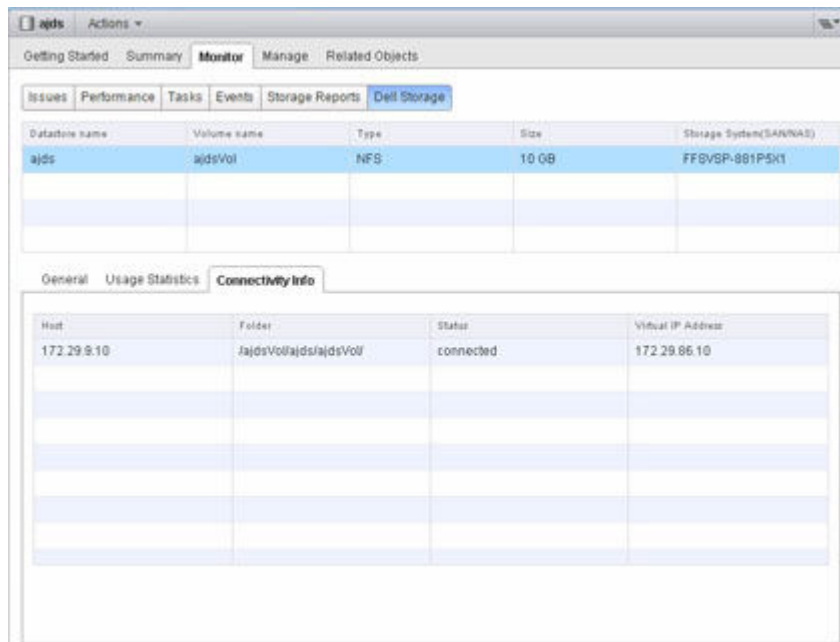 ajds Actions
Getting Started Summary Monitor Manage Related Objects
Issues Performance Tasks Events Storage Reports Dell Storage
Datastore name Volume name Type Size Storage System(SAN/NAS)
ajds ajdsVol NFS 10 GB FFSVSP-881P5X1
General Usage Statistics Connectivity Info
Host Folder Status Virtual IP Address
172.29.9.10 /ajdsVol/ajds/ajdsVol/ connected 172.29.86.10